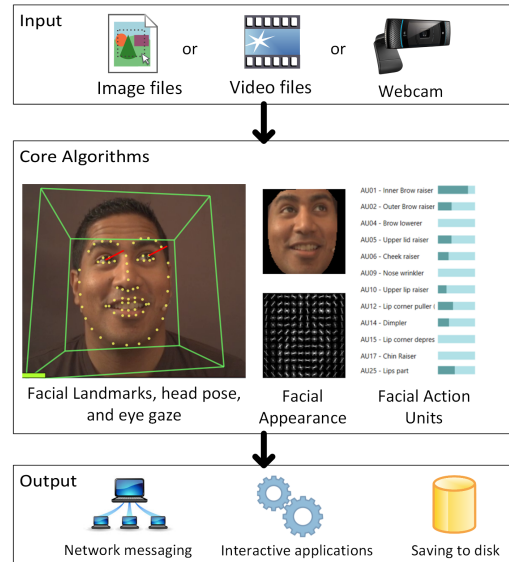 Input
or
or
Image files
Video files
Webcam
Core Algorithms
AU01 - Inner Brow raiser
AU02 - Outer Brow raiser
AU04 - Brow lowerer
AU05 - Upper lid raiser
AU06 - Cheek raiser
AU09 - Nose wrinkler
AU10 - Upper lip raiser
AU12 - Lip corner puller (
AU14 - Dimpler
AU15 - Lip corner depres
AU17 - Chin Raiser
AU25 - Lips part
Facial Landmarks, head pose,
and eye gaze
Facial
Appearance
Facial Action
Units
Output
Network messaging
Interactive applications
Saving to disk